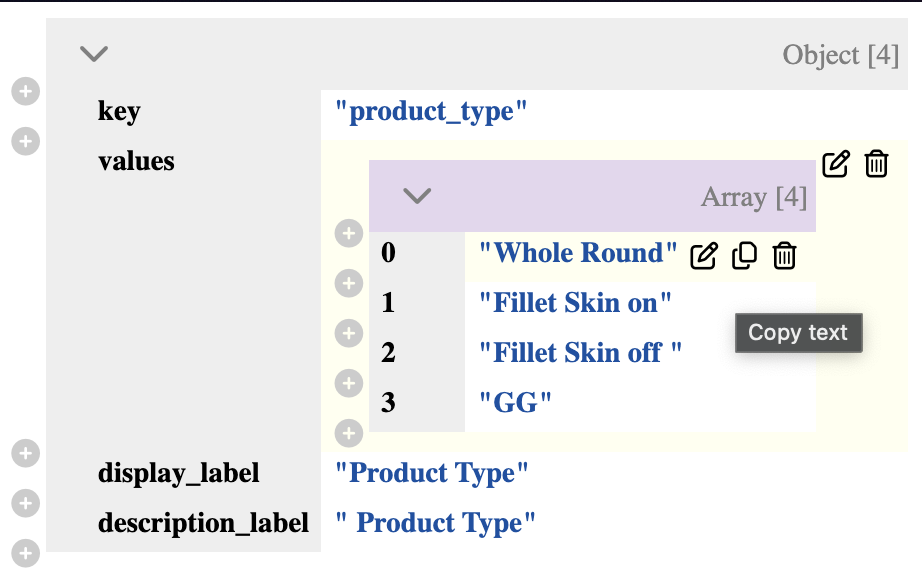 Object [4]
key "product_type"
values
Array [4]
0 "Whole Round"
1 "Fillet Skin on"
2 "Fillet Skin off "
3 "GG"
Copy text
display_label "Product Type"
description_label " Product Type"